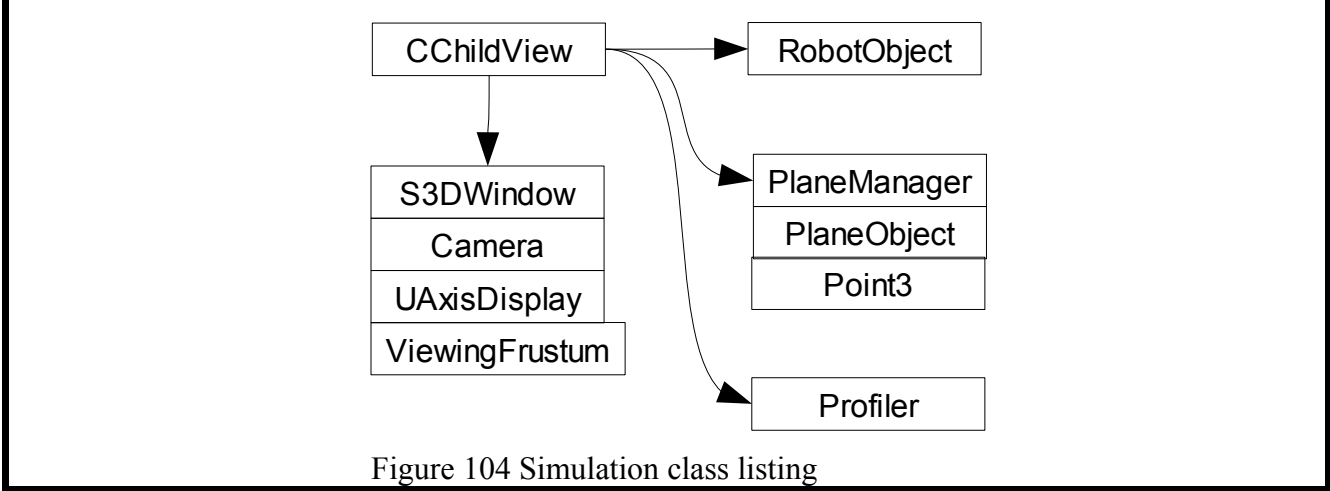 CChildView
RobotObject
S3DWindow
Camera
UAxisDisplay
ViewingFrustum
PlaneManager
PlaneObject
Point3
Profiler
Figure 104 Simulation class listing